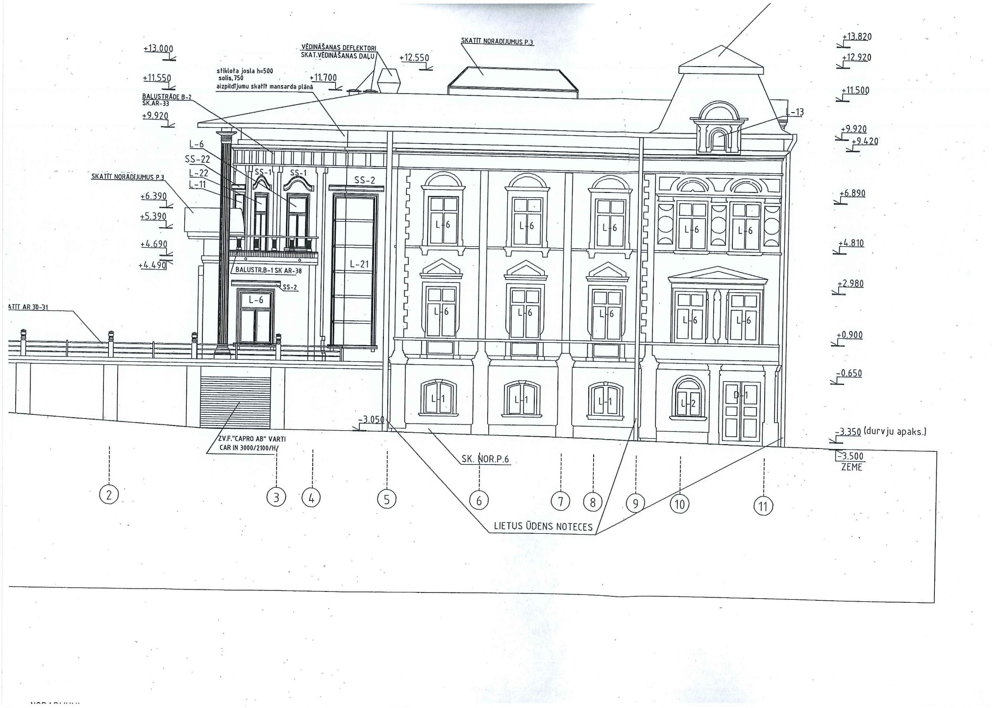 +13.000
+11.550
BALUSTRĀDE B-2
SK.AR-33
+9.920
stiklota josla h=500
solis,750
aizpildījumu skatīt mansarda plānā
VĒDINĀŠANAS DEFLEKTORI
SKAT.VĒDINĀŠANAS DAĻU
+11.700
+12.550
SKATĪT NORĀDĪJUMUS P.3
+13.820
+12.920
+11.500
L-13
+9.920
+9.420
L-6
SS-22
L-22
L-11
SKATĪT NORĀDĪJUMUS P.3
+6.390
+5.390
+4.690
+4.490
SS-1
SS-1
SS-2
L-6
L-6
L-6
L-6
L-6
+6.890
+4.810
L-21
BALUSTR.B-1 SK AR-38
SS-2
L-6
L-6
L-6
L-6
L-6
L-6
+2.980
+0.900
-0.650
ATĪT AR 30-31
L-1
L-1
L-1
L-2
D-1
-3.050
-3.350 (durvju apaks.)
-3.500
ZEME
ZV.F."CAPRO AB" VARTI
CAR IN 3000/2100/H/
SK. NOR.P.6
2
3
4
5
6
7
8
9
10
11
LIETUS ŪDENS NOTECES